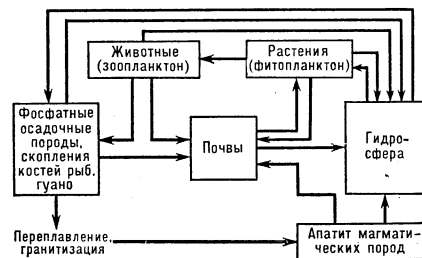 Животные
(зоопланктон)
Растения
(фитопланктон)
Фосфатные
осадочные
породы,
скопления
костей рыб.
гуано
Почвы
Гидро-
сфера
Переплавление,
гранитизация
Апатит магмати-
ческих пород